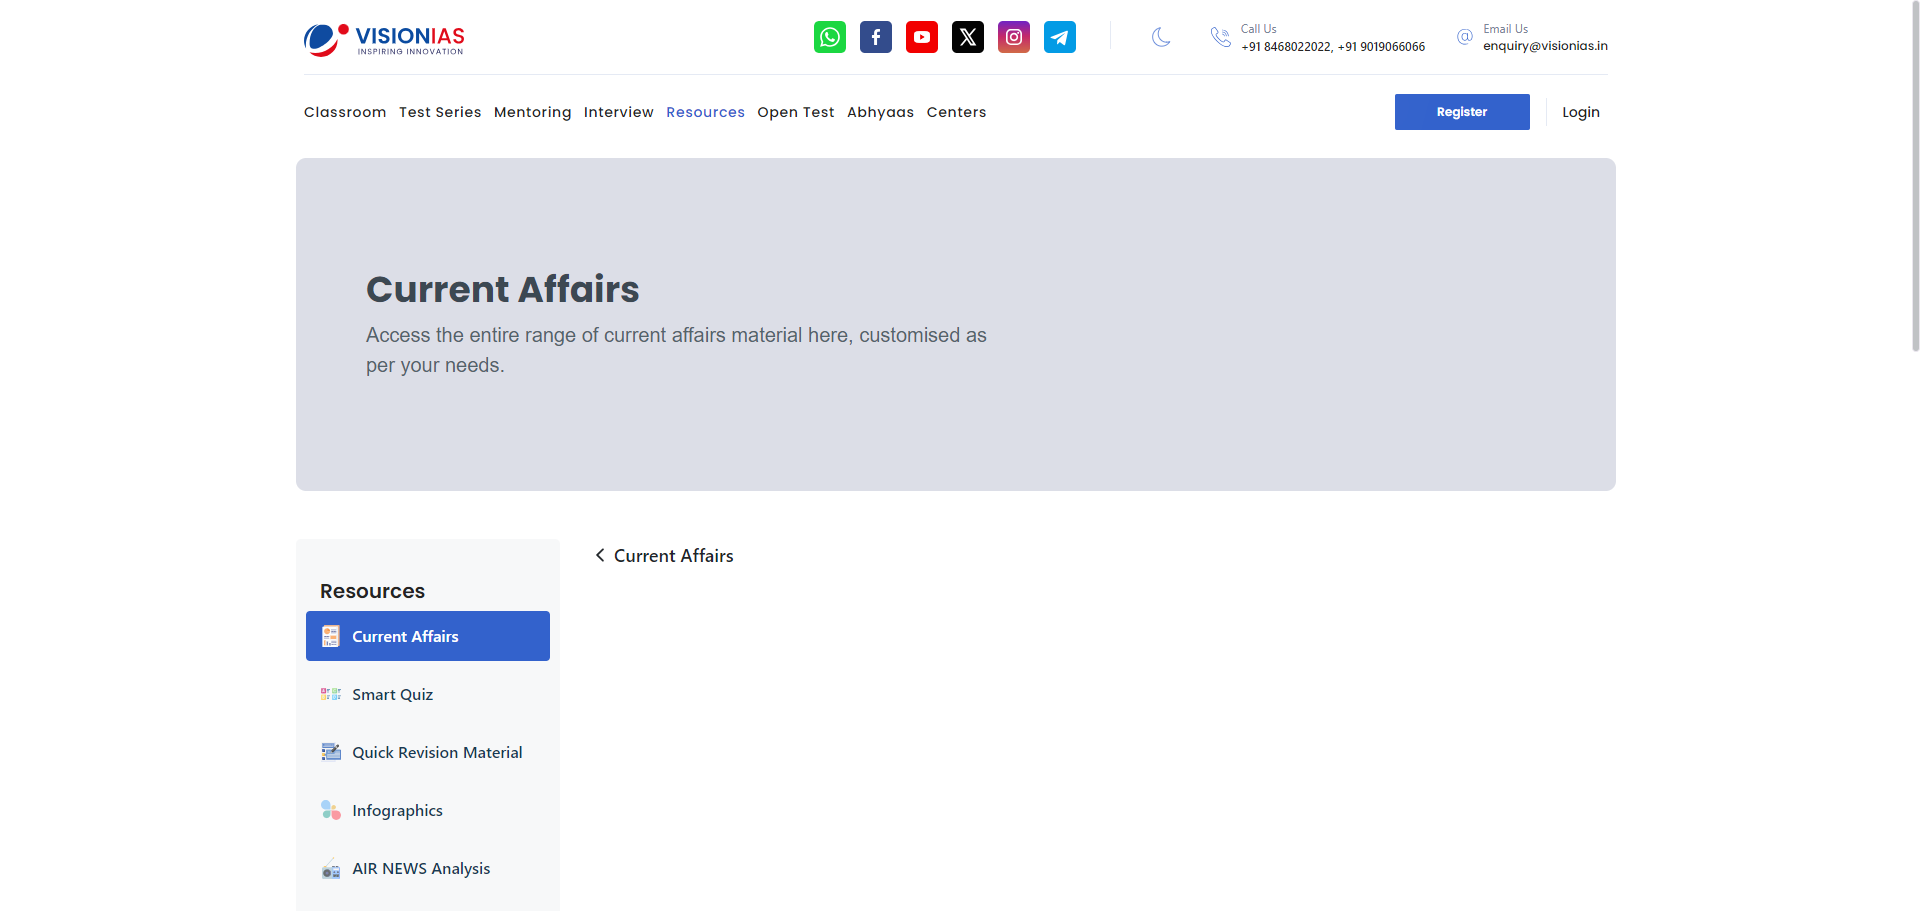 VISIONIAS
INSPIRING INNOVATION
Call Us
+91 8468022022, +91 9019066066
Email Us
enquiry@visionias.in
Classroom Test Series Mentoring Interview Resources Open Test Abhyaas Centers
Register
Login
Current Affairs
Access the entire range of current affairs material here, customised as
per your needs.
Resources
Current Affairs
Smart Quiz
Quick Revision Material
Infographics
AIR NEWS Analysis
Current Affairs